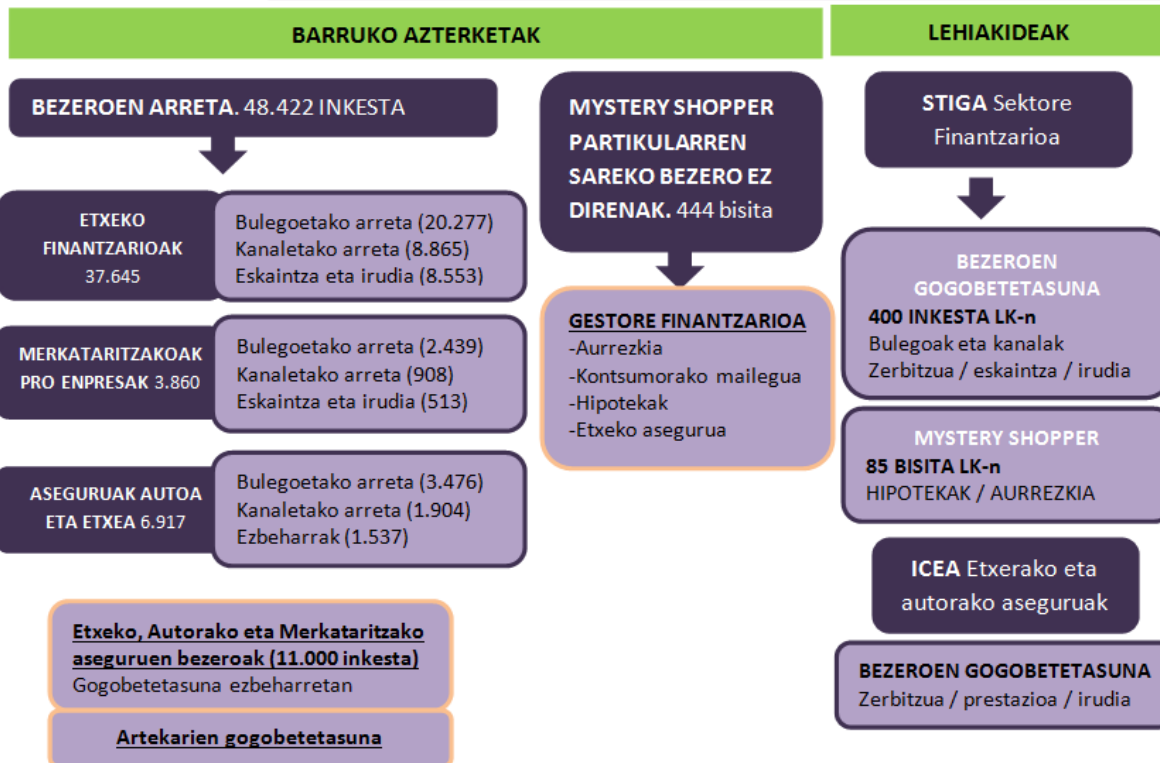 BARRUKO AZTERKETAK
BEZEROEN ARRETA. 48.422 INKESTA
ETXEKO
FINANTZARIOAK
37.645
Bulegoetako arreta (20.277)
Kanaletako arreta (8.865)
Eskaintza eta irudia (8.553)
MERKATARITZAKOAK
PRO ENPRESAK 3.860
Bulegoetako arreta (2.439)
Kanaletako arreta (908)
Eskaintza eta irudia (513)
ASEGURUAK AUTOA
ETA ETXEA 6.917
Bulegoetako arreta (3.476)
Kanaletako arreta (1.904)
Ezbeharrak (1.537)
Etxeko, Autorako eta Merkataritzako
aseguruen bezeroak (11.000 inkesta)
Gogobetetasuna ezbeharretan
Artekarien gogobetetasuna
MYSTERY SHOPPER
PARTIKULARREN
SAREKO BEZERO EZ
DIRENAK. 444 bisita
GESTORE FINANTZARIOA
-Aurrezkia
-Kontsumorako mailegua
-Hipotekak
-Etxeko asegurua
LEHIAKIDEAK
STIGA Sektore
Finantzarioa
BEZEROEN
GOGOBETETASUNA
400 INKESTA LK-n
Bulegoak eta kanalak
Zerbitzua / eskaintza / irudia
MYSTERY SHOPPER
85 BISITA LK-n
HIPOTEKAK / AURREZKIA
ICEA Etxerako eta
autorako aseguruak
BEZEROEN GOGOBETETASUNA
Zerbitzua / prestazioa / irudia